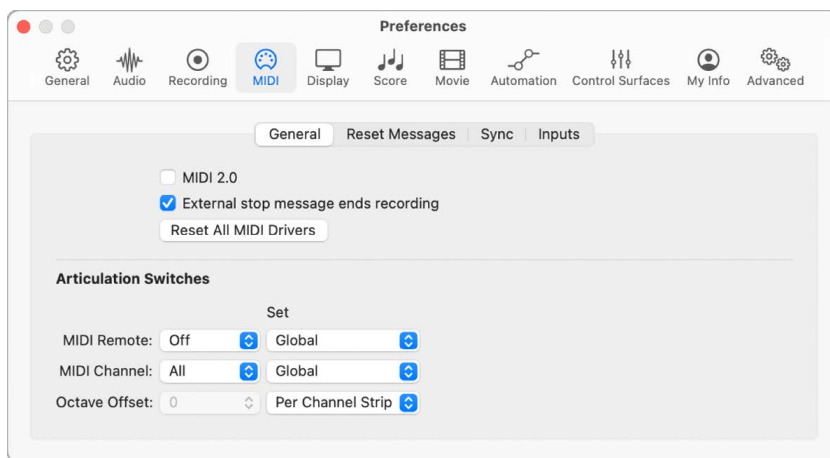 Preferences
General Audio Recording MIDI Display Score Movie Automation Control Surfaces My Info Advanced
General Reset Messages Sync Inputs
MIDI 2.0
External stop message ends recording
Reset All MIDI Drivers
Articulation Switches
Set
MIDI Remote: Off Global
MIDI Channel: All Global
Octave Offset: 0 Per Channel Strip